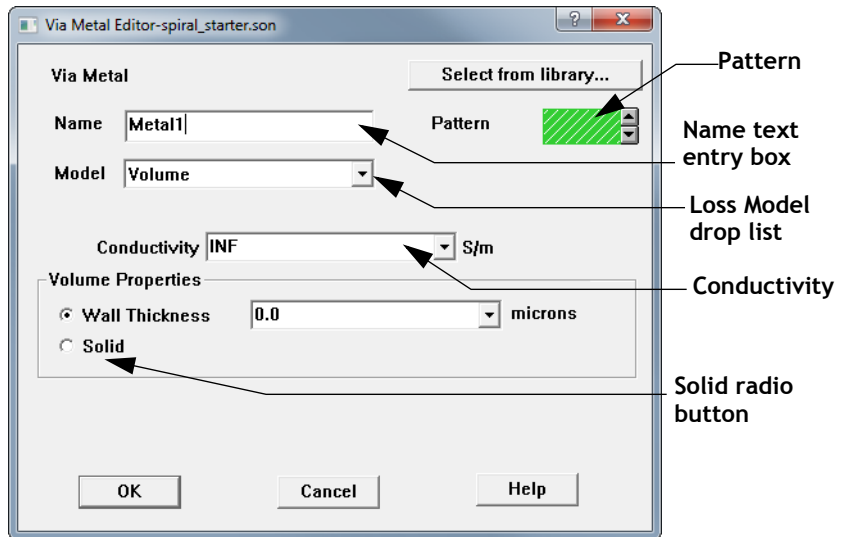 Via Metal Editor-spiral_starter.son
?
X
Via Metal
Select from library...
Pattern
Name
Metal1
Pattern
Name text
entry box
Model
Volume
Loss Model
drop list
Conductivity
INF
S/m
Conductivity
Volume Properties
Wall Thickness
0.0
microns
Solid
Solid radio
button
OK
Cancel
Help